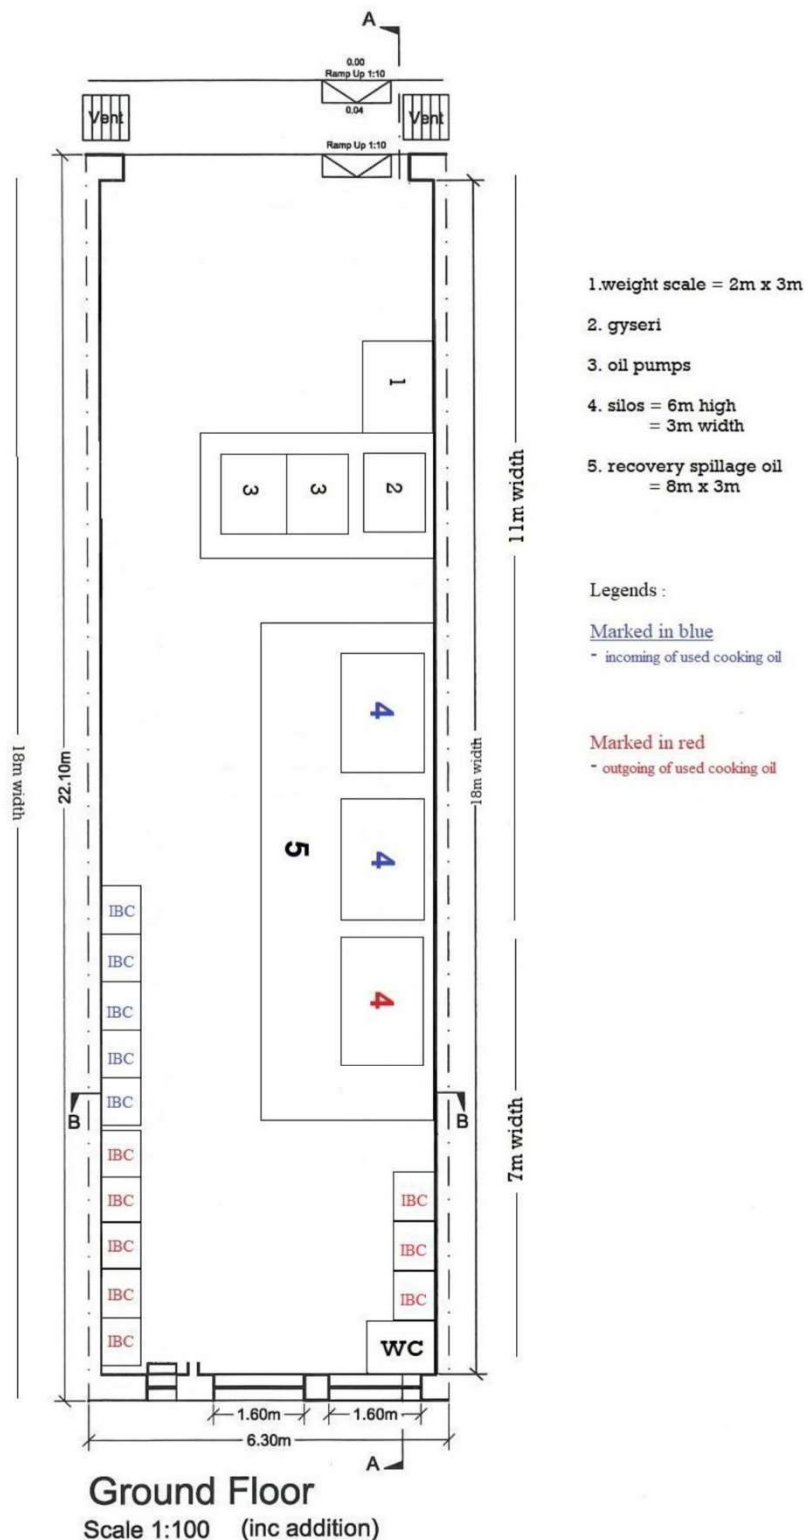 A
0.00
Ramp Up 1:10
0.04
Vent
Vent
Ramp Up 1:10
1.weight scale = 2m x 3m
2. gyseri
3. oil pumps
4. silos = 6m high
= 3m width
5. recovery spillage oil
= 8m x 3m
Legends :
Marked in blue
- incoming of used cooking oil
Marked in red
- outgoing of used cooking oil
1
2
3
3
11m width
4
4
4
5
18m width
22.10m
18m width
7m width
IBC
IBC
IBC
IBC
IBC
B
B
IBC
IBC
IBC
IBC
IBC
IBC
IBC
IBC
WC
1.60m
1.60m
6.30m
A
Ground Floor
Scale 1:100 (inc addition)